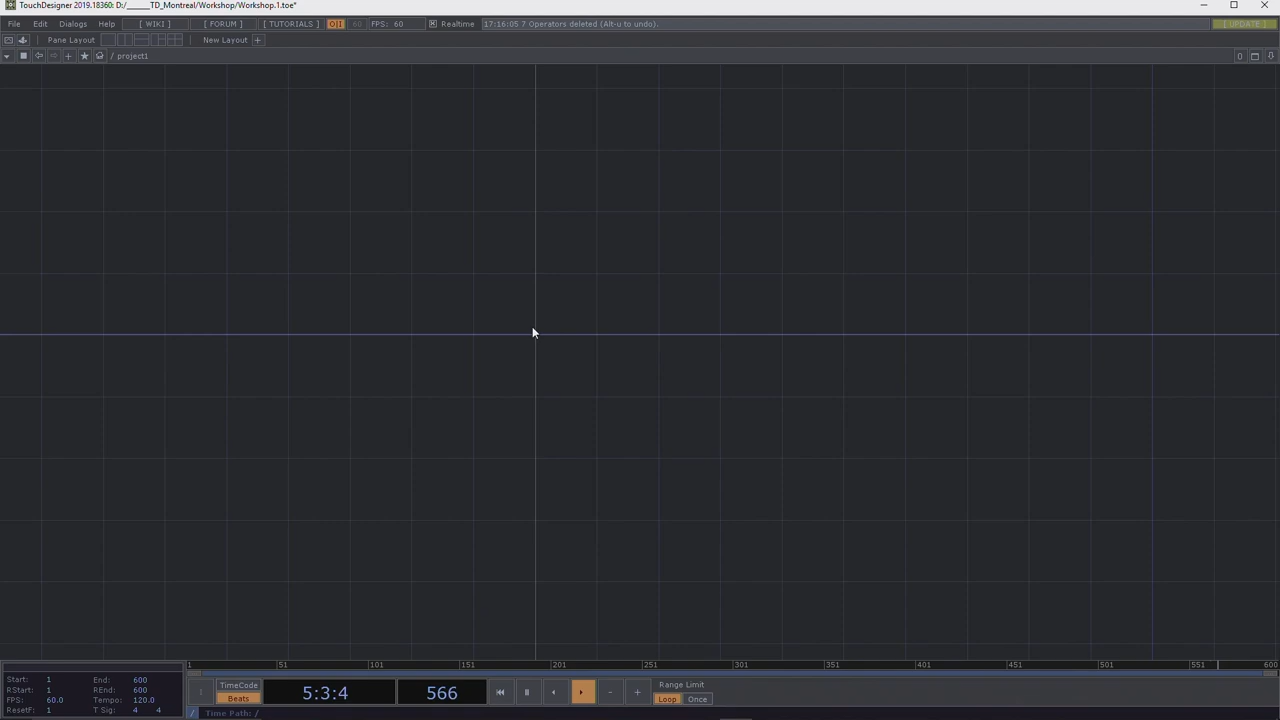 TouchDesigner 2019.18360: D:/_____TD_Montreal/Workshop/Workshop.1.toe*
File Edit Dialogs Help [ WIKI ] [ FORUM ] [ TUTORIALS ] O|I 60 FPS: 60 Realtime 17:16:05 7 Operators deleted (Alt-u to undo). [ UPDATE ]
Pane Layout New Layout +
+ / project1 0
1 51 101 151 201 251 301 351 401 451 501 551 600
Start: 1 End: 600
RStart: 1 REnd: 600
FPS: 60.0 Tempo: 120.0
ResetF: 1 T Sig: 4 4
TimeCode
Beats
5:3:4 566
- +
Range Limit
Loop Once
/ Time Path: /